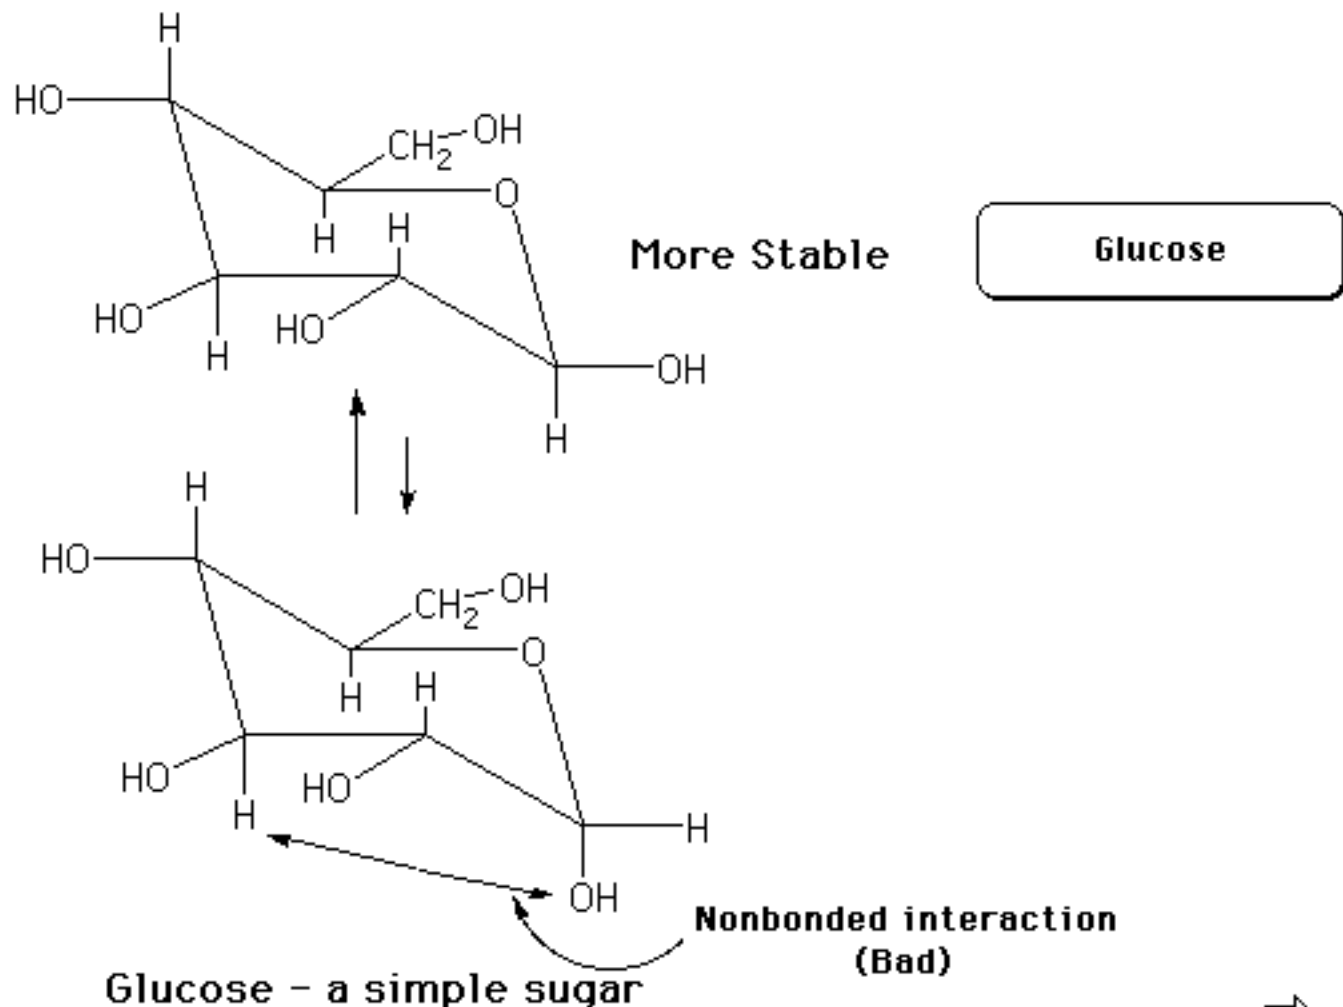 H
HO
CH2
OH
O
H
H
More Stable
Glucose
HO
HO
H
OH
H
H
HO
CH2
OH
O
H
H
HO
HO
H
H
OH
Nonbonded interaction
(Bad)
Glucose - a simple sugar